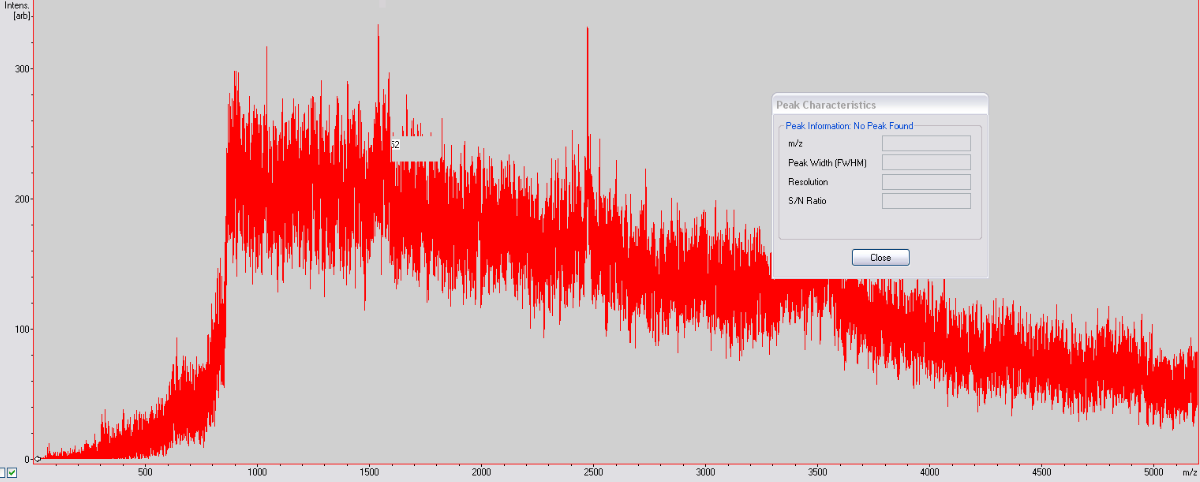 Intens.
[arb]
300
200
100
0
62
Peak Characteristics
Peak Information: No Peak Found
m/z
Peak Width (FWHM)
Resolution
S/N Ratio
Close
500 1000 1500 2000 2500 3000 3500 4000 4500 5000 m/z